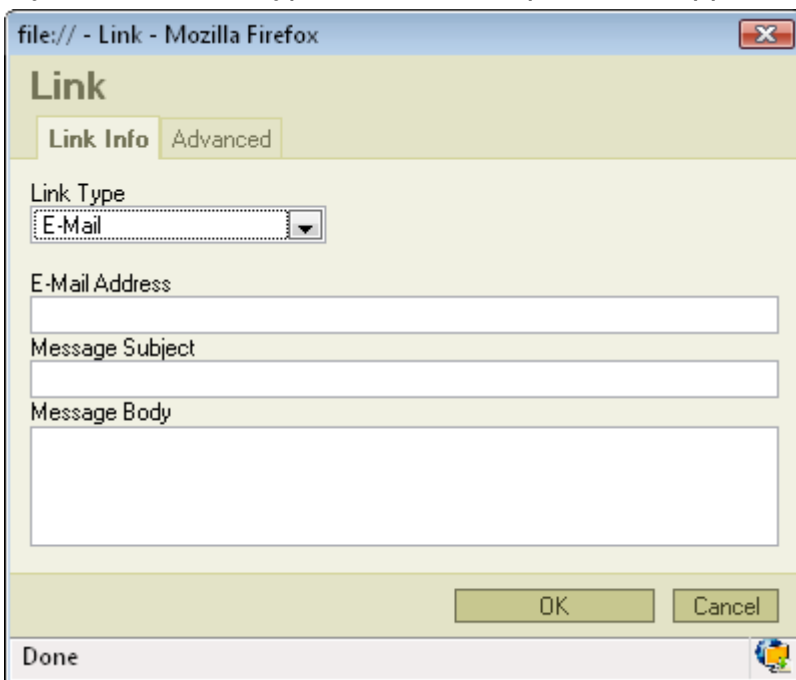 file:// - Link - Mozilla Firefox
Link
Link Info Advanced
Link Type
E-Mail
E-Mail Address
Message Subject
Message Body
OK Cancel
Done